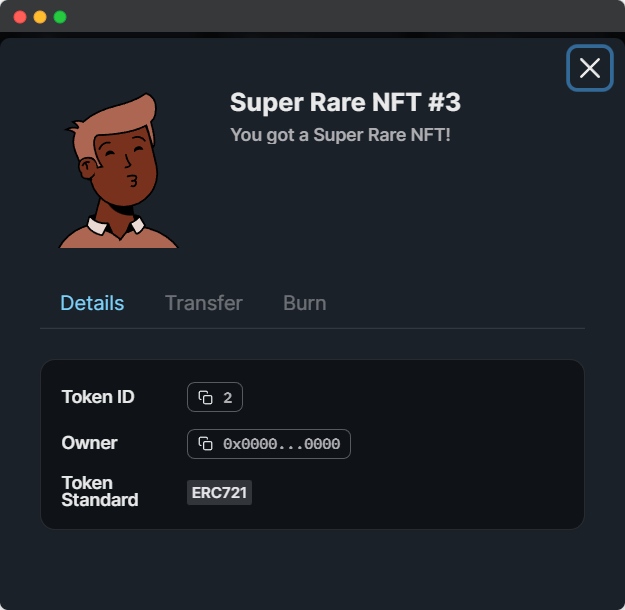 Super Rare NFT #3
You got a Super Rare NFT!
Details Transfer Burn
Token ID 2
Owner 0x0000...0000
Token
Standard ERC721